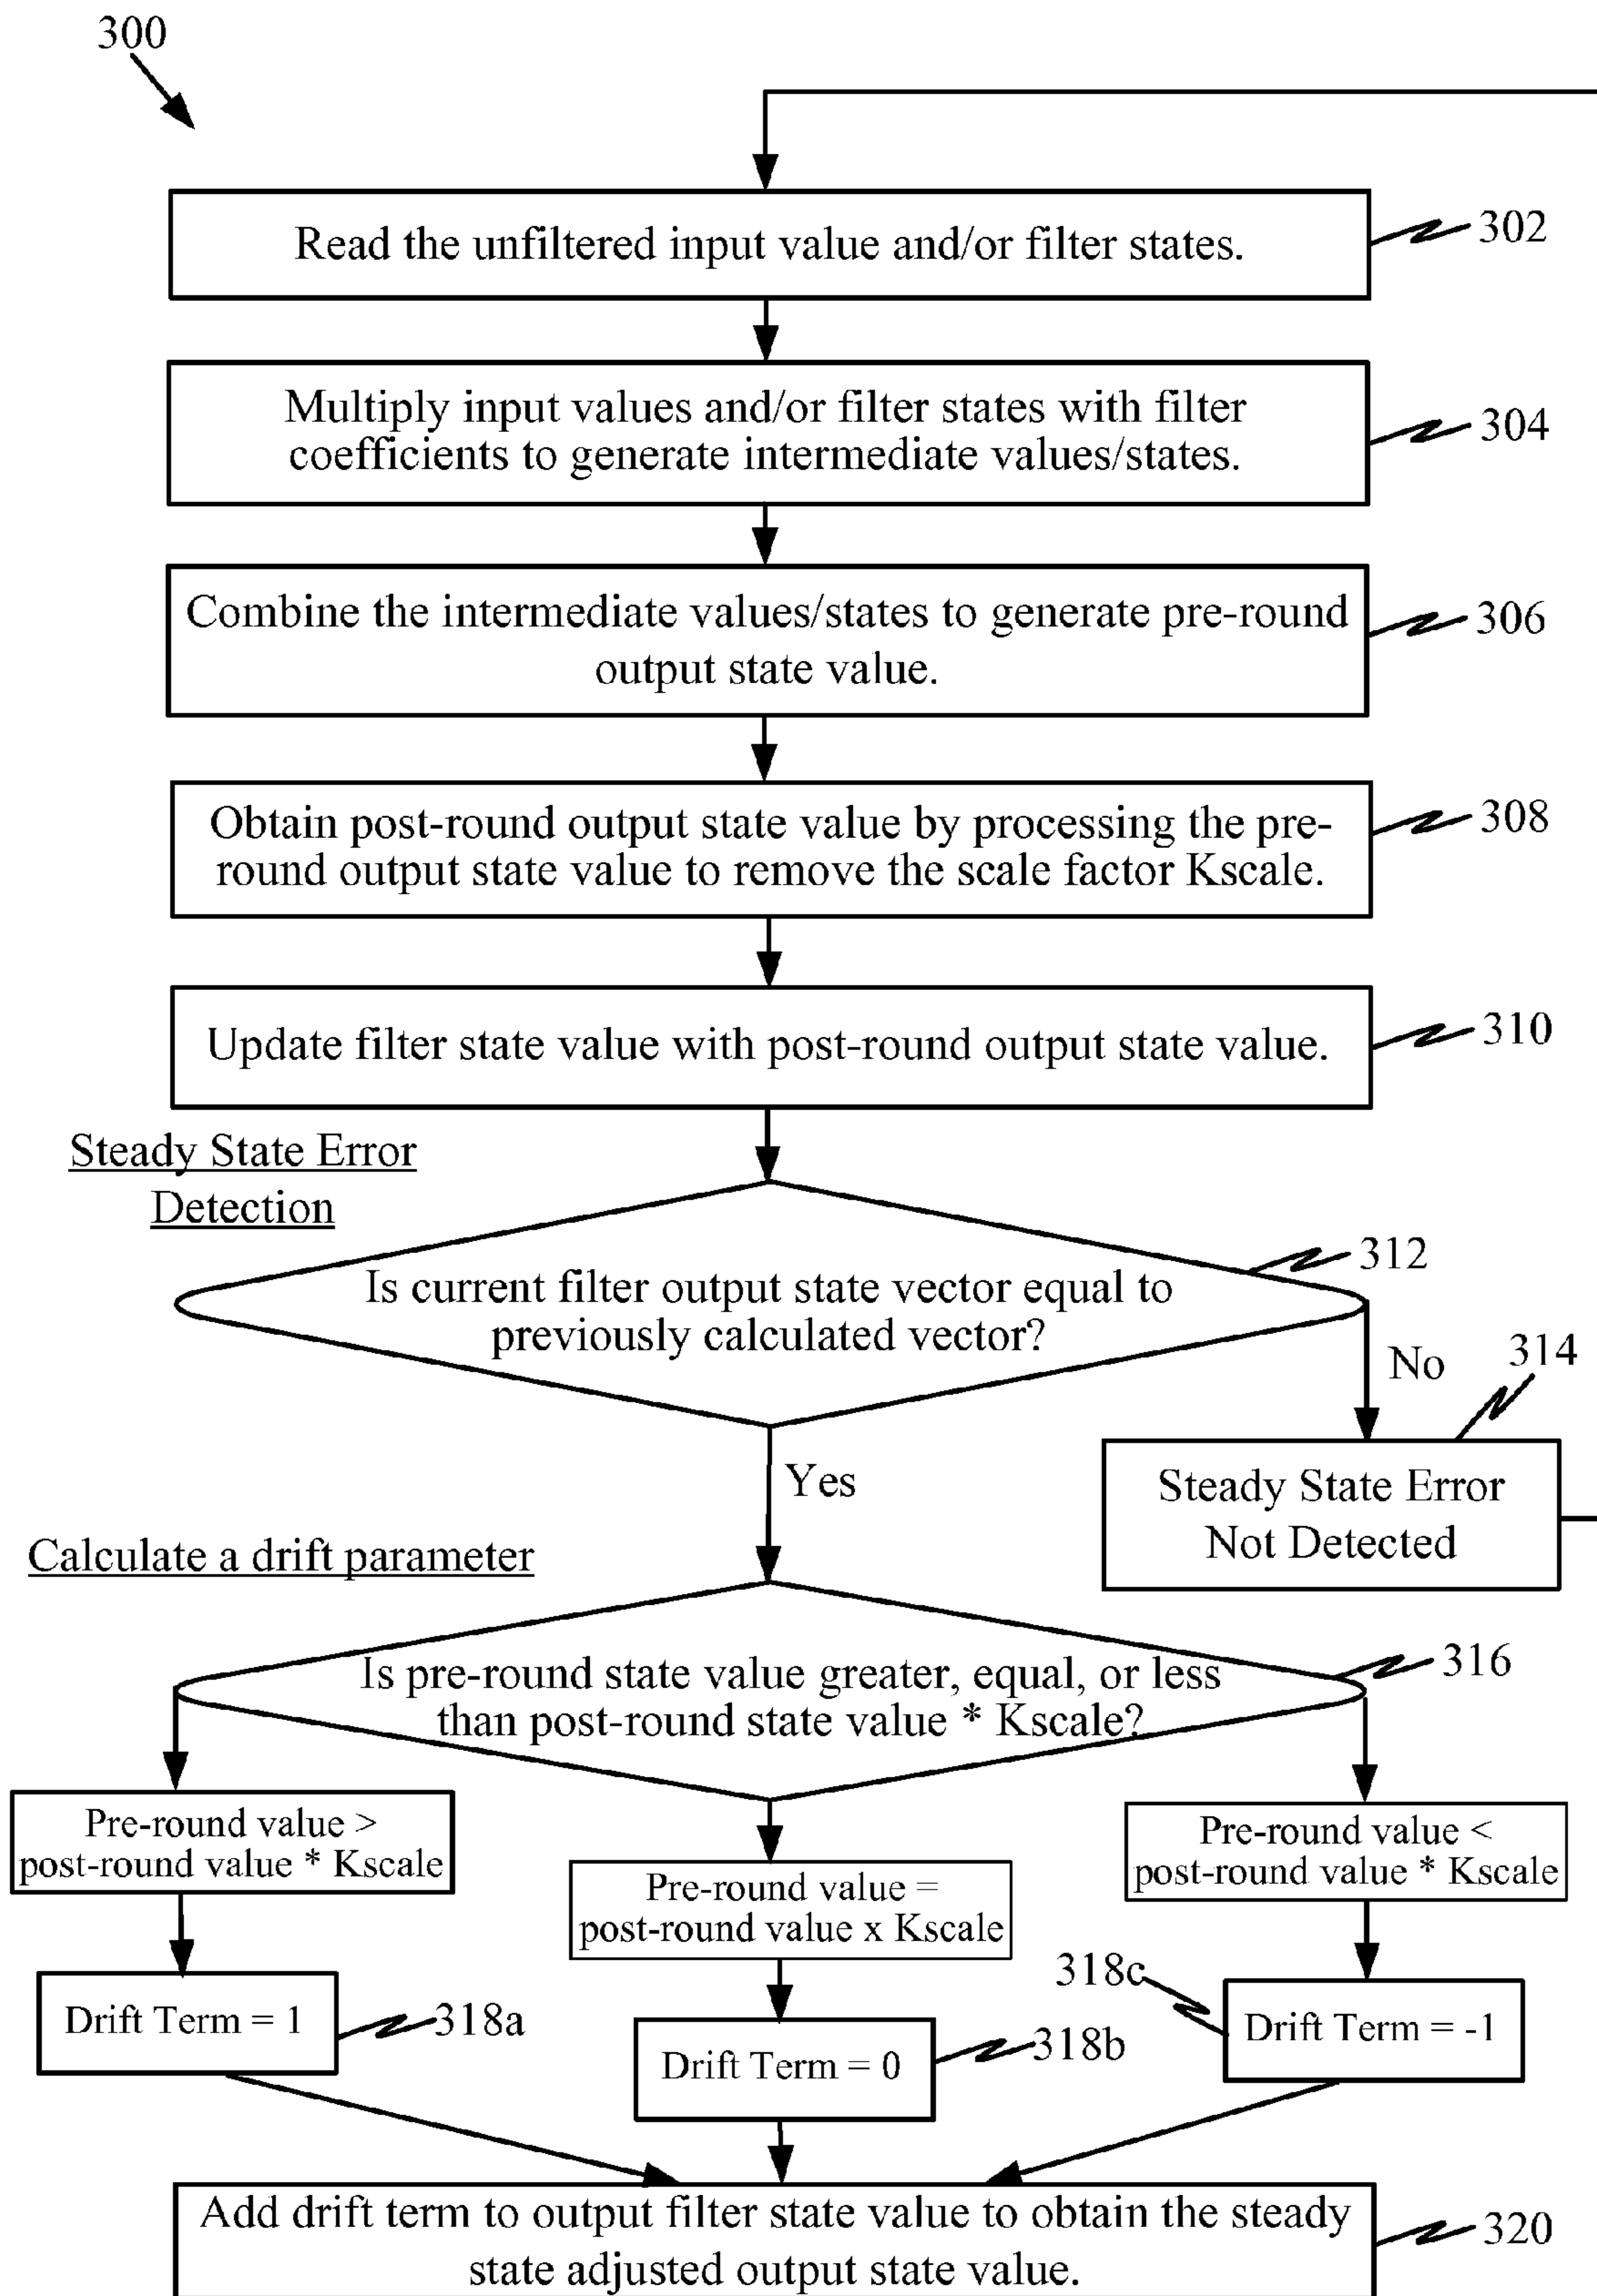 300
Read the unfiltered input value and/or filter states.
302
Multiply input values and/or filter states with filter
coefficients to generate intermediate values/states.
304
Combine the intermediate values/states to generate pre-round
output state value.
306
Obtain post-round output state value by processing the pre-
round output state value to remove the scale factor Kscale.
308
Update filter state value with post-round output state value.
310
Steady State Error
Detection
Is current filter output state vector equal to
previously calculated vector?
312
No
314
Steady State Error
Not Detected
Yes
Calculate a drift parameter
Is pre-round state value greater, equal, or less
than post-round state value * Kscale?
316
Pre-round value >
post-round value * Kscale
Pre-round value =
post-round value x Kscale
Pre-round value <
post-round value * Kscale
Drift Term = 1
318a
Drift Term = 0
318b
318c
Drift Term = -1
Add drift term to output filter state value to obtain the steady
state adjusted output state value.
320